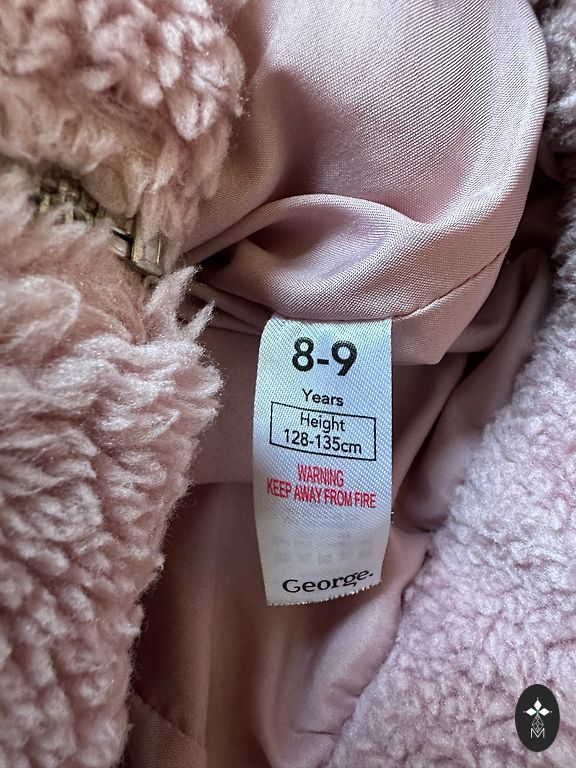 8-9
Years
Height
128-135cm
WARNING
KEEP AWAY FROM FIRE
George.